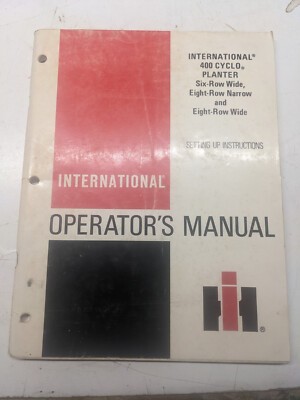 INTERNATIONAL®
400 CYCLO®
PLANTER
Six-Row Wide,
Eight-Row Narrow
and
Eight-Row Wide
SETTING UP INSTRUCTIONS
INTERNATIONAL®
OPERATOR'S MANUAL
IH®